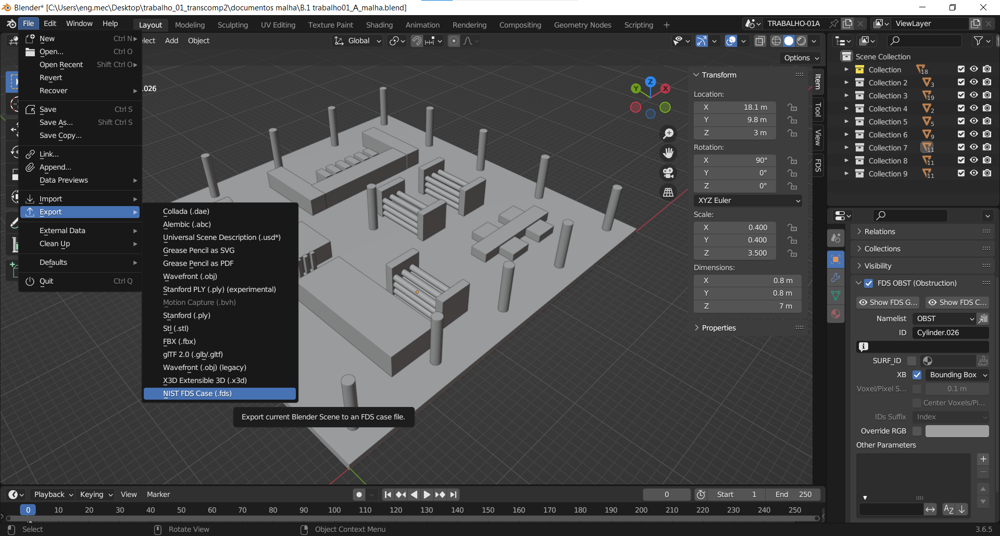 Blender* [C:\Users\eng.mec\Desktop\trabalho_01_transcomp2\documentos malha\B.1 trabalho01_A_malha.blend]
File Edit Window Help
Layout Modeling Sculpting UV Editing Texture Paint Shading Animation Rendering Compositing Geometry Nodes Scripting +
TRABALHO-01A
ViewLayer
lect Add Object
Global
Options
New Ctrl N
Open... Ctrl O
Open Recent Shift Ctrl O
Revert
Recover
Save Ctrl S
Save As... Shift Ctrl S
Save Copy...
Link...
Append...
Data Previews
Import
Export
External Data
Clean Up
Defaults
Quit Ctrl Q
Collada (.dae)
Alembic (.abc)
Universal Scene Description (.usd*)
Grease Pencil as SVG
Grease Pencil as PDF
Wavefront (.obj)
Stanford PLY (.ply) (experimental)
Motion Capture (.bvh)
Stanford (.ply)
Stl (.stl)
FBX (.fbx)
glTF 2.0 (.glb/.gltf)
Wavefront (.obj) (legacy)
X3D Extensible 3D (.x3d)
NIST FDS Case (.fds)
Export current Blender Scene to an FDS case file.
.026
Z
Y
X
Transform
Location:
X 18.1 m
Y 9.8 m
Z 3 m
Rotation:
X 90°
Y 0°
Z 0°
XYZ Euler
Scale:
X 0.400
Y 0.400
Z 3.500
Dimensions:
X 0.8 m
Y 0.8 m
Z 7 m
Properties
Item
Tool
View
FDS
Scene Collection
Collection 18
Collection 2 3
Collection 3 19
Collection 4 2
Collection 5 5
Collection 6 9
Collection 7 11
Collection 8 11
Collection 9 11
Relations
Collections
Visibility
FDS OBST (Obstruction)
Show FDS G... Show FDS C...
Namelist OBST
ID Cylinder.026
SURF_ID
XB Bounding Box
Voxel/Pixel S... 0.1 m
Center Voxels/Pi...
IDs Suffix Index
Override RGB
Other Parameters
Playback Keying View Marker
0 Start 1 End 250
0 10 20 30 40 50 60 70 80 90 100 110 120 130 140 150 160 170 180 190 200 210 220 230 240 250
Select Rotate View Object Context Menu 3.6.5